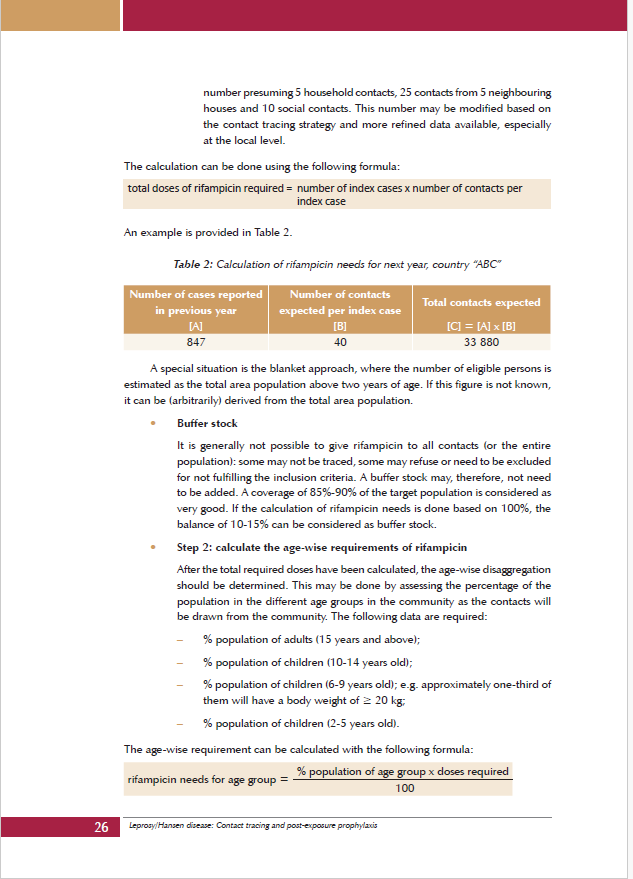 number presuming 5 household contacts, 25 contacts from 5 neighbouring
houses and 10 social contacts. This number may be modified based on
the contact tracing strategy and more refined data available, especially
at the local level.
The calculation can be done using the following formula:
total doses of rifampicin required = number of index cases x number of contacts per
index case
An example is provided in Table 2.
Table 2: Calculation of rifampicin needs for next year, country “ABC”
Number of cases reported
in previous year
[A]
Number of contacts
expected per index case
[B]
Total contacts expected
[C] = [A] x [B]
847
40
33 880
A special situation is the blanket approach, where the number of eligible persons is
estimated as the total area population above two years of age. If this figure is not known,
it can be (arbitrarily) derived from the total area population.
• Buffer stock
It is generally not possible to give rifampicin to all contacts (or the entire
population): some may not be traced, some may refuse or need to be excluded
for not fulfilling the inclusion criteria. A buffer stock may, therefore, not need
to be added. A coverage of 85%-90% of the target population is considered as
very good. If the calculation of rifampicin needs is done based on 100%, the
balance of 10-15% can be considered as buffer stock.
• Step 2: calculate the age-wise requirements of rifampicin
After the total required doses have been calculated, the age-wise disaggregation
should be determined. This may be done by assessing the percentage of the
population in the different age groups in the community as the contacts will
be drawn from the community. The following data are required:
– % population of adults (15 years and above);
– % population of children (10-14 years old);
– % population of children (6-9 years old); e.g. approximately one-third of
them will have a body weight of ≥ 20 kg;
– % population of children (2-5 years old).
The age-wise requirement can be calculated with the following formula:
rifampicin needs for age group = % population of age group x doses required
100
26
Leprosy/Hansen disease: Contact tracing and post-exposure prophylaxis